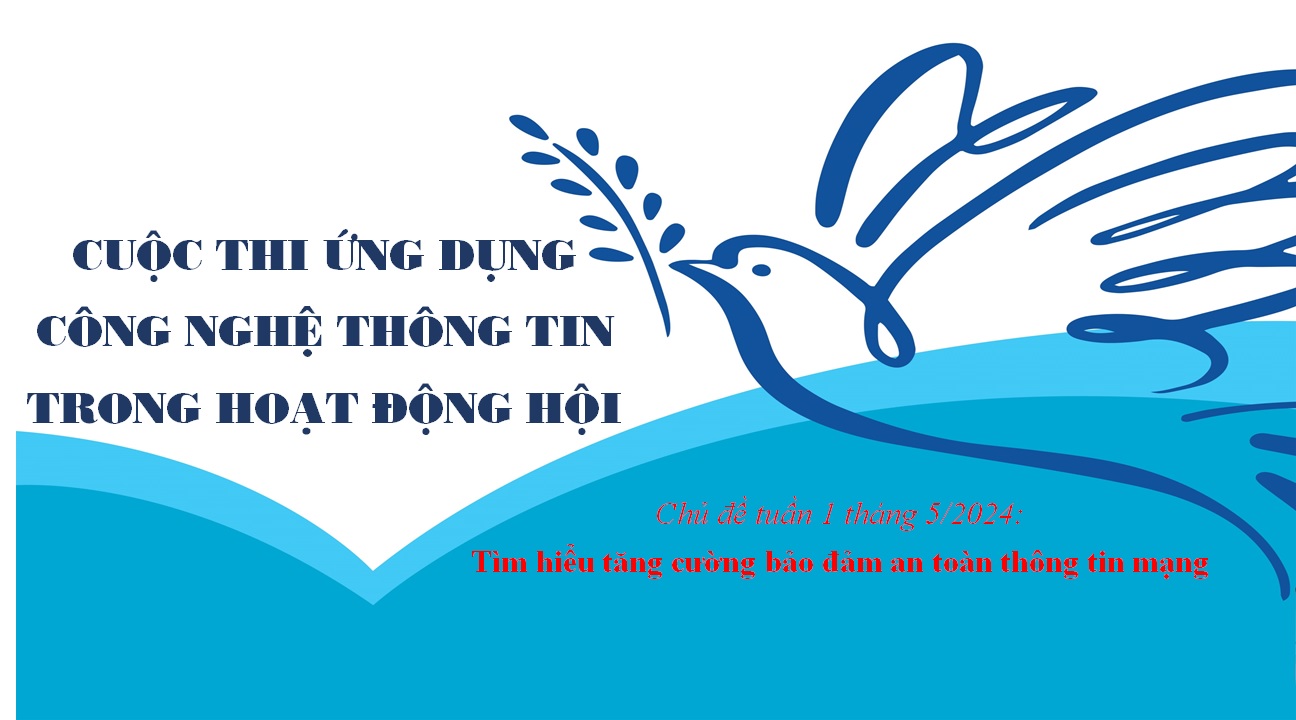 CUỘC THI ỨNG DỤNG
CÔNG NGHỆ THÔNG TIN
TRONG HOẠT ĐỘNG HỘI
Chủ đề tuần 1 tháng 5/2024:
Tìm hiểu tăng cường bảo đảm an toàn thông tin mạng